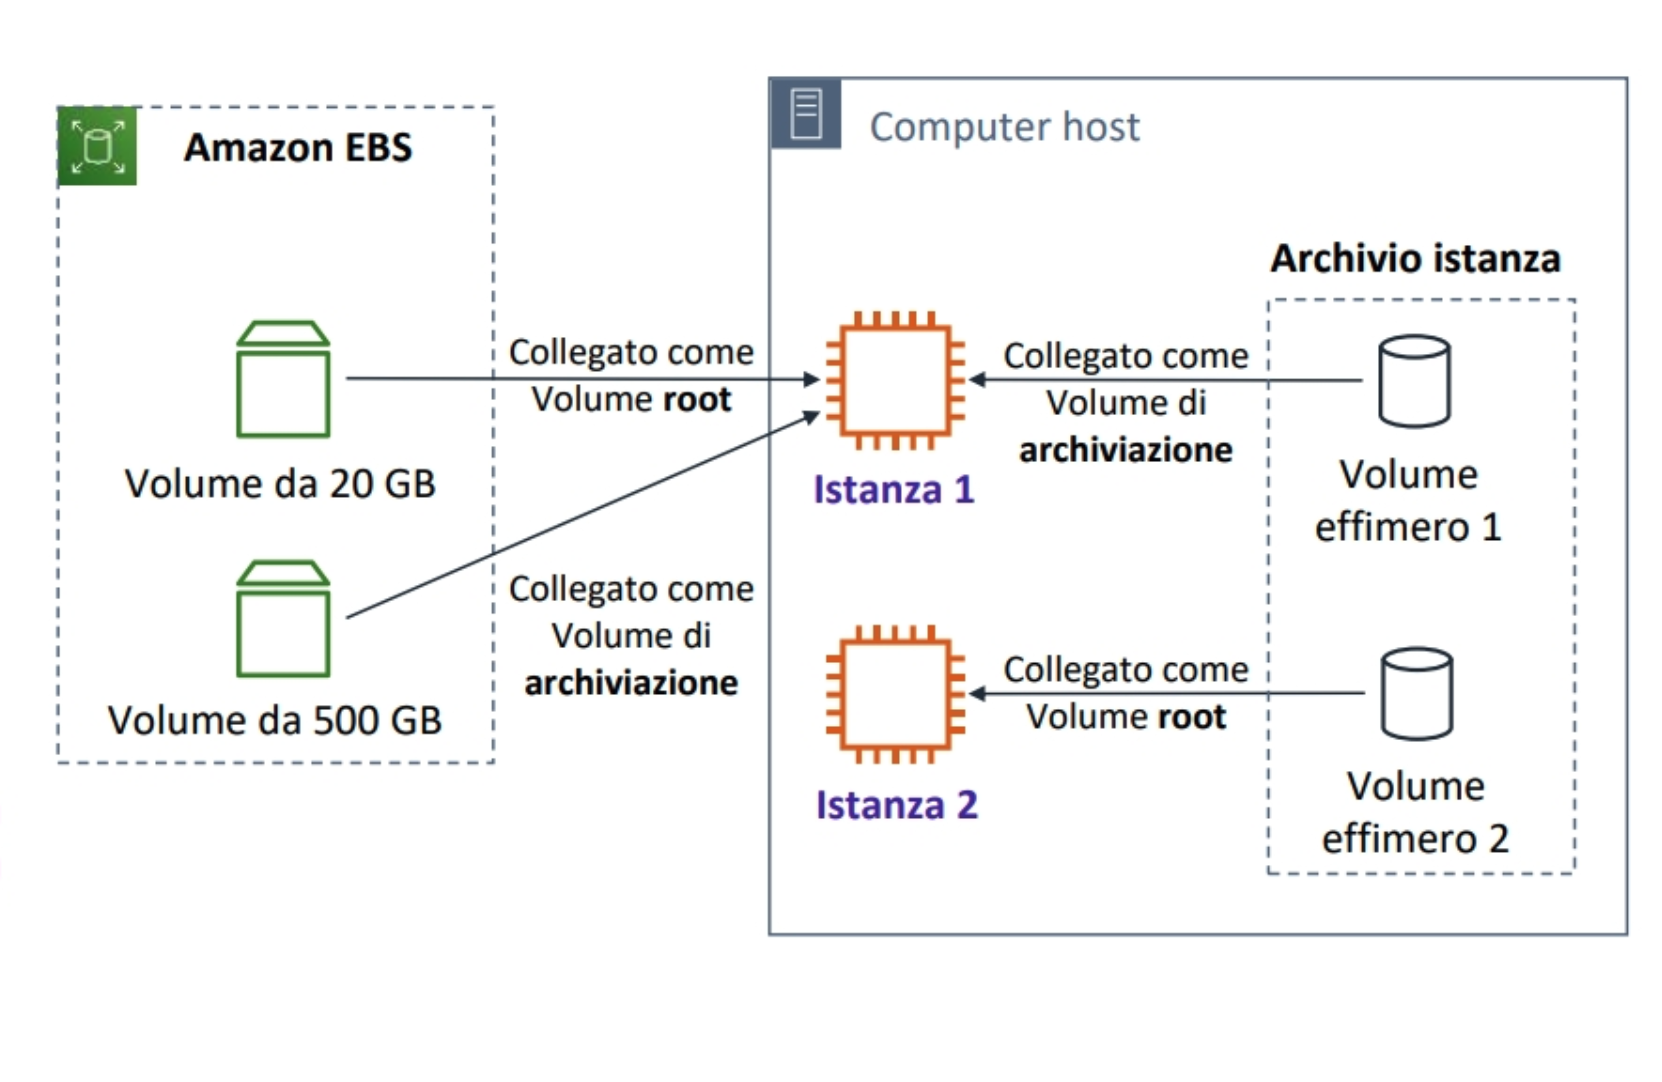 Amazon EBS
Computer host
Archivio istanza
Collegato come
Volume root
Collegato come
Volume di
archiviazione
Volume da 20 GB
Istanza 1
Volume
effimero 1
Collegato come
Volume di
archiviazione
Volume da 500 GB
Collegato come
Volume root
Istanza 2
Volume
effimero 2